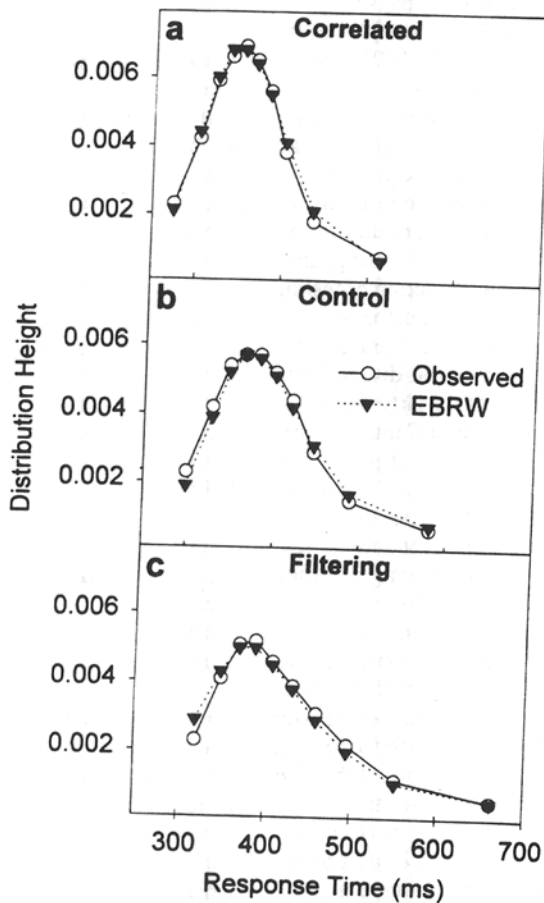 a Correlated
0.006
0.004
0.002
b Control
0.006
0.004
0.002
Observed
EBRW
c Filtering
0.006
0.004
0.002
300 400 500 600 700
Response Time (ms)
Distribution Height